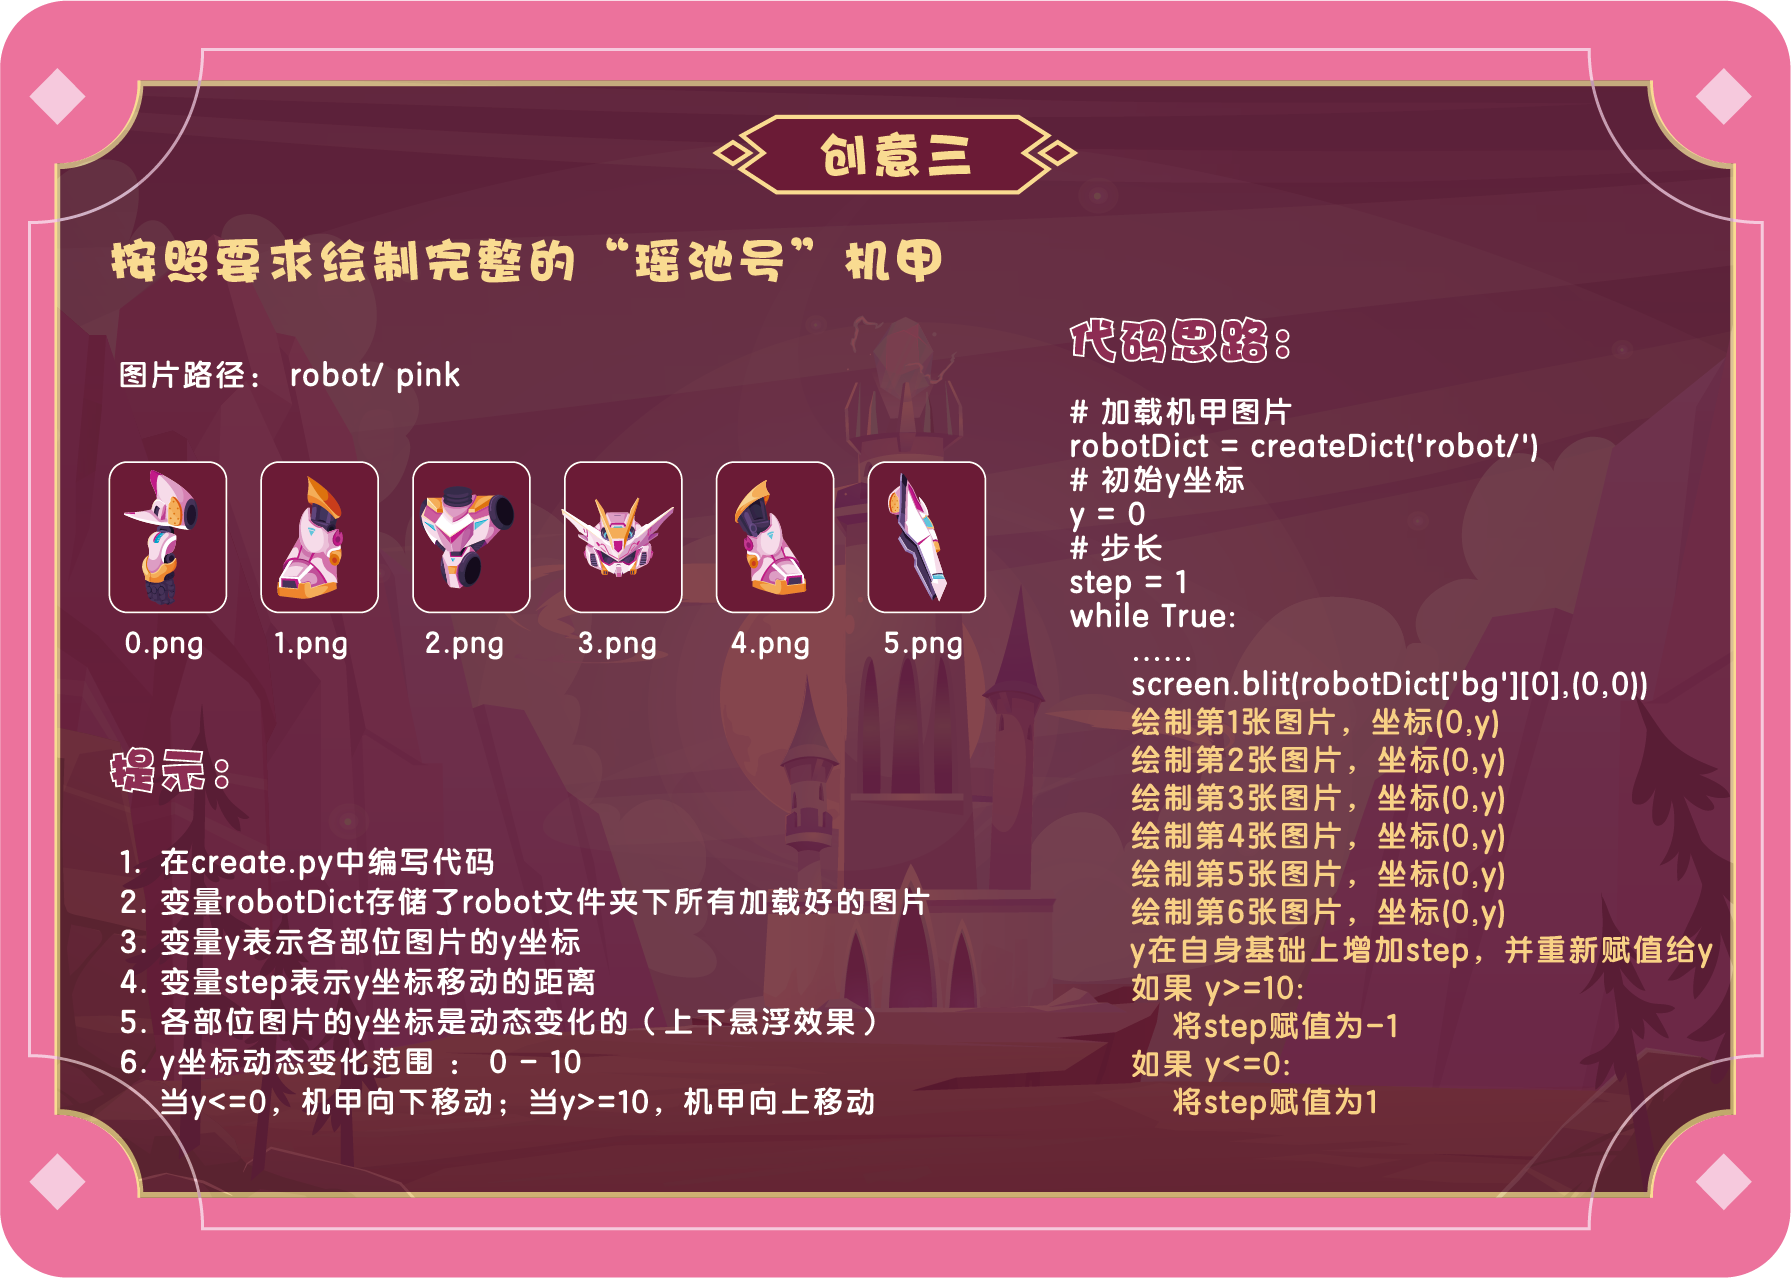 创意三
按照要求绘制完整的“瑶池号”机甲
图片路径： robot/ pink
0.png
1.png
2.png
3.png
4.png
5.png
提示：
1. 在create.py中编写代码
2. 变量robotDict存储了robot文件夹下所有加载好的图片
3. 变量y表示各部位图片的y坐标
4. 变量step表示y坐标移动的距离
5. 各部位图片的y坐标是动态变化的（上下悬浮效果）
6. y坐标动态变化范围 ： 0 - 10
当y<=0，机甲向下移动；当y>=10，机甲向上移动
代码思路：
# 加载机甲图片
robotDict = createDict('robot/')
# 初始y坐标
y = 0
# 步长
step = 1
while True:
······
screen.blit(robotDict['bg'][0],(0,0))
绘制第1张图片，坐标(0,y)
绘制第2张图片，坐标(0,y)
绘制第3张图片，坐标(0,y)
绘制第4张图片，坐标(0,y)
绘制第5张图片，坐标(0,y)
绘制第6张图片，坐标(0,y)
y在自身基础上增加step，并重新赋值给y
如果 y>=10:
将step赋值为-1
如果 y<=0:
将step赋值为1